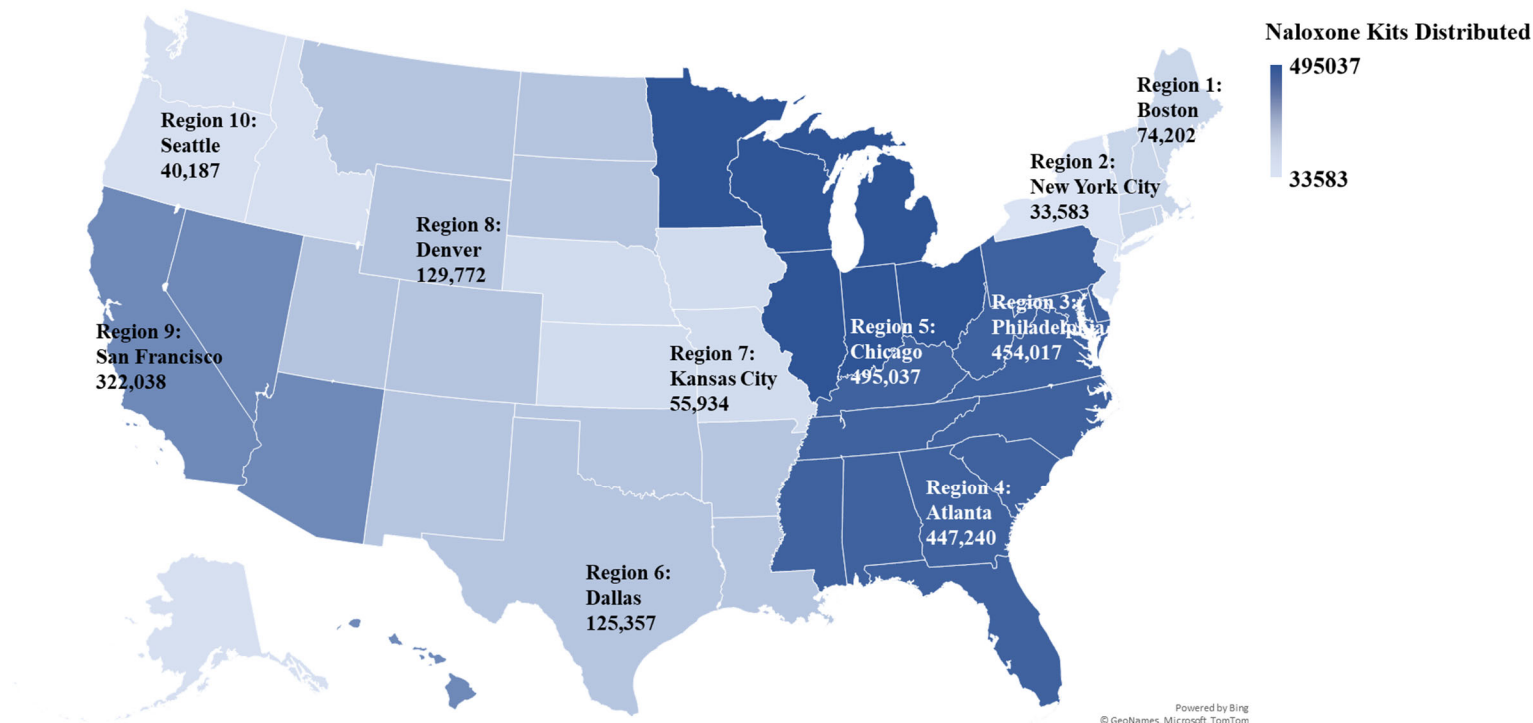 Naloxone Kits Distributed
495037
33583
Region 1:
Boston
74,202
Region 2:
New York City
33,583
Region 10:
Seattle
40,187
Region 8:
Denver
129,772
Region 3:
Philadelphia
454,017
Region 9:
San Francisco
322,038
Region 5:
Chicago
495,037
Region 7:
Kansas City
55,934
Region 4:
Atlanta
447,240
Region 6:
Dallas
125,357
Powered by Bing
© GeoNames, Microsoft, TomTom